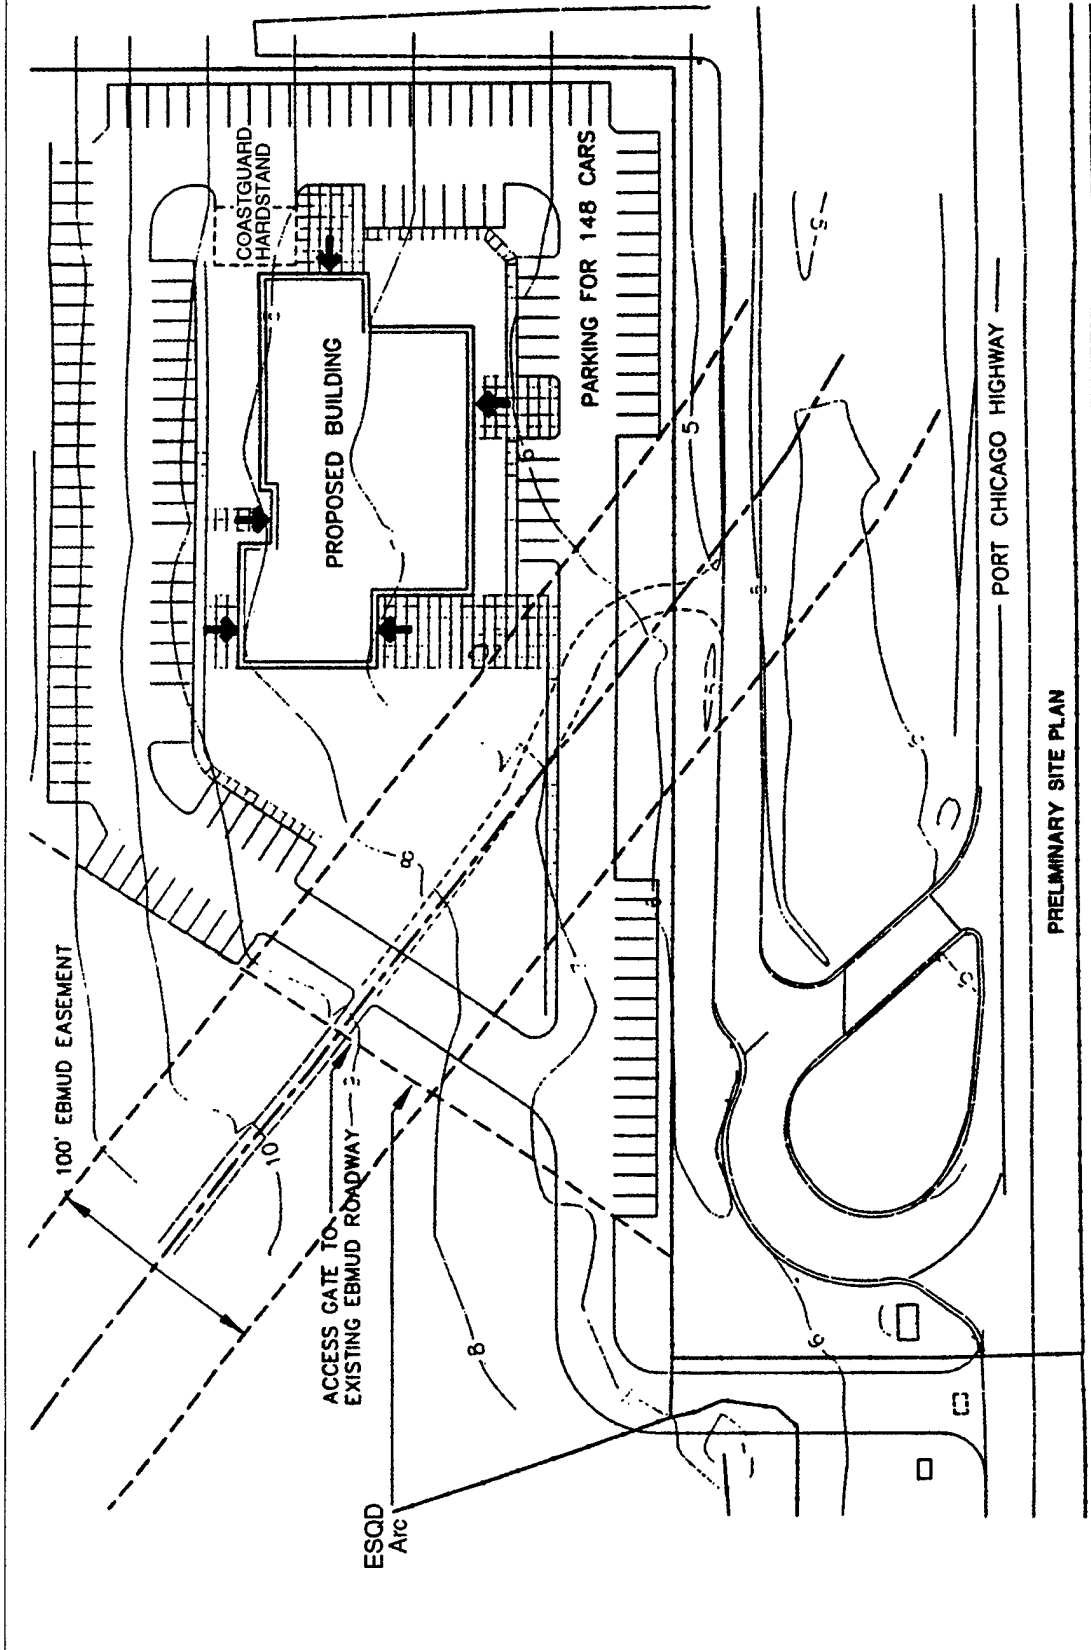 100' EBMUD EASEMENT
COASTGUARD
HARDSTAND
PROPOSED BUILDING
PARKING FOR 148 CARS
ACCESS GATE TO
EXISTING EBMUD ROADWAY
ESQD
Arc
10
8
8
5
5
5
6
PORT CHICAGO HIGHWAY
PRELIMINARY SITE PLAN